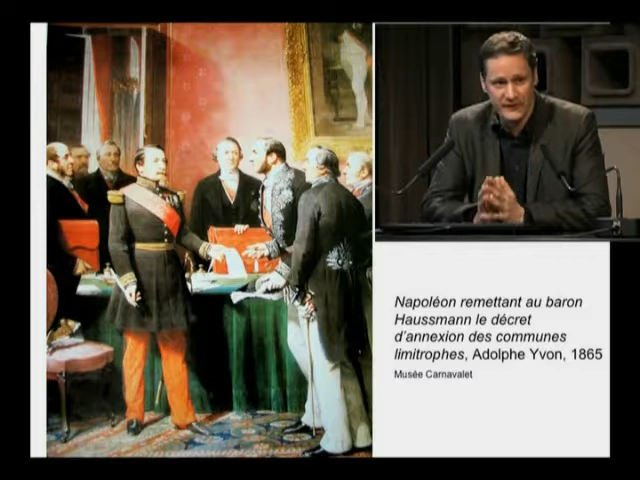 Napoléon remettant au baron
Haussmann le décret
d'annexion des communes
limitrophes, Adolphe Yvon, 1865
Musée Carnavalet